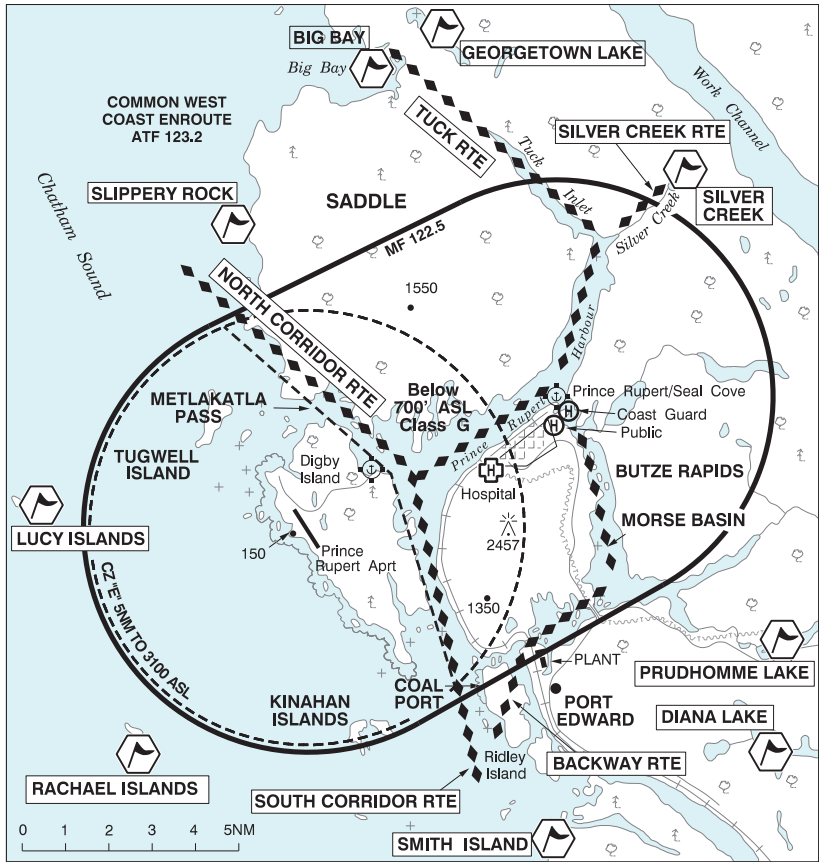 BIG BAY
Big Bay
GEORGETOWN LAKE
Work Channel
COMMON WEST
COAST ENROUTE
ATF 123.2
TUCK RTE
Tuck
Inlet
SILVER CREEK RTE
SILVER
CREEK
Silver Creek
Chatham Sound
SLIPPERY ROCK
SADDLE
MF 122.5
NORTH CORRIDOR RTE
1550
Harbour
METLAKATLA
PASS
Below
700' ASL
Class G
Prince Rupert
Prince Rupert/Seal Cove
H
Coast Guard
H
Public
TUGWELL
ISLAND
Digby
Island
H
Hospital
BUTZE RAPIDS
LUCY ISLANDS
MORSE BASIN
2457
150
Prince
Rupert Aprt
1350
CZ "E" 5NM TO 3100 ASL
PLANT
PRUDHOMME LAKE
COAL
PORT
KINAHAN
ISLANDS
PORT
EDWARD
DIANA LAKE
Ridley
Island
BACKWAY RTE
RACHAEL ISLANDS
SOUTH CORRIDOR RTE
SMITH ISLAND
0 1 2 3 4 5NM